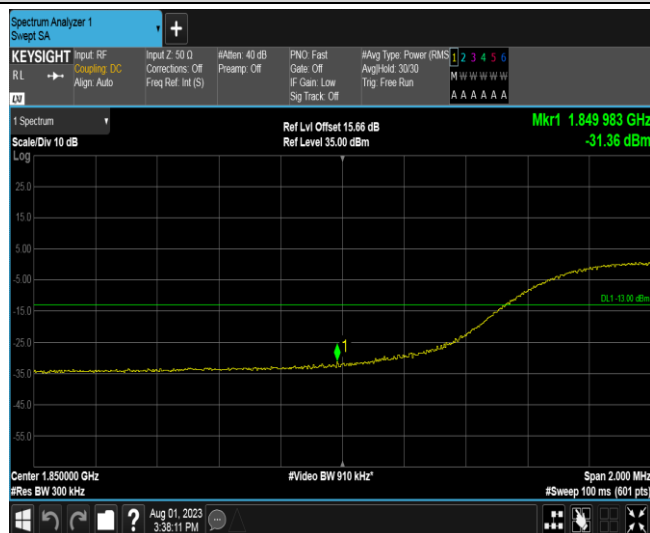 Spectrum Analyzer 1
Swept SA
KEYSIGHT
RL
LXI
Input: RF
Coupling: DC
Align: Auto
Input Z: 50 Ω
Corrections: Off
Freq Ref: Int (S)
#Atten: 40 dB
Preamp: Off
PNO: Fast
Gate: Off
IF Gain: Low
Sig Track: Off
#Avg Type: Power (RMS
Avg|Hold: 30/30
Trig: Free Run
1 2 3 4 5 6
M W W W W W
A A A A A A
1 Spectrum
Scale/Div 10 dB
Ref Lvl Offset 15.66 dB
Ref Level 35.00 dBm
Mkr1 1.849 983 GHz
-31.36 dBm
Log
25.0
15.0
5.00
-5.00
DL1 -13.00 dBm
-15.0
-25.0
1
-35.0
-45.0
-55.0
Center 1.850000 GHz
#Video BW 910 kHz*
Span 2.000 MHz
#Res BW 300 kHz
#Sweep 100 ms (601 pts)
?
Aug 01, 2023
3:38:11 PM